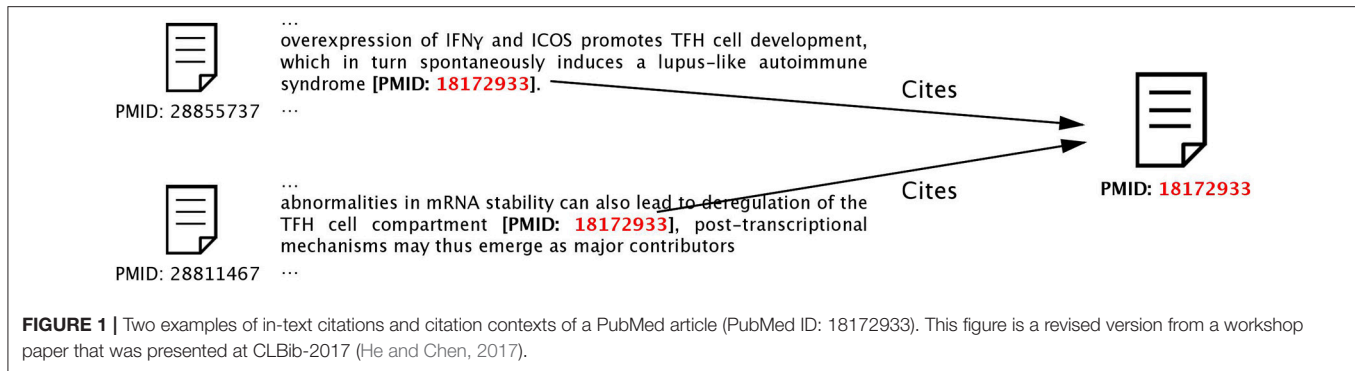 ...
overexpression of IFNγ and ICOS promotes TFH cell development,
which in turn spontaneously induces a lupus-like autoimmune
syndrome [PMID: 18172933].
...
PMID: 28855737
Cites
...
abnormalities in mRNA stability can also lead to deregulation of the
TFH cell compartment [PMID: 18172933], post-transcriptional
mechanisms may thus emerge as major contributors
...
PMID: 28811467
Cites
PMID: 18172933
FIGURE 1 | Two examples of in-text citations and citation contexts of a PubMed article (PubMed ID: 18172933). This figure is a revised version from a workshop
paper that was presented at CLBib-2017 (He and Chen, 2017).